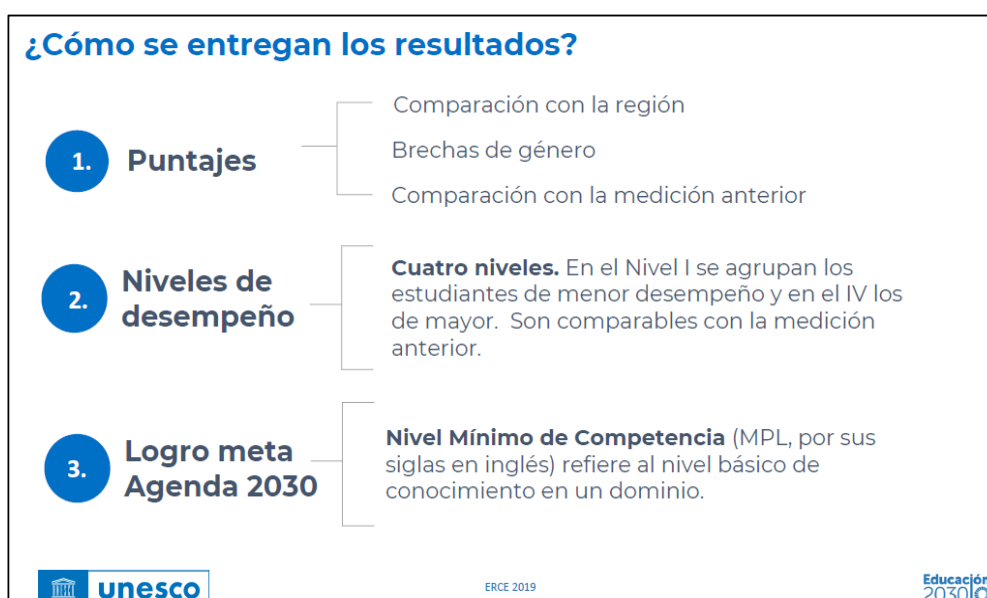 ¿Cómo se entregan los resultados?
1.
Puntajes
Comparación con la región
Brechas de género
Comparación con la medición anterior
2.
Niveles de
desempeño
Cuatro niveles. En el Nivel I se agrupan los
estudiantes de menor desempeño y en el IV los
de mayor. Son comparables con la medición
anterior.
3.
Logro meta
Agenda 2030
Nivel Mínimo de Competencia (MPL, por sus
siglas en inglés) refiere al nivel básico de
conocimiento en un dominio.
unesco
ERCE 2019
Educación
2030